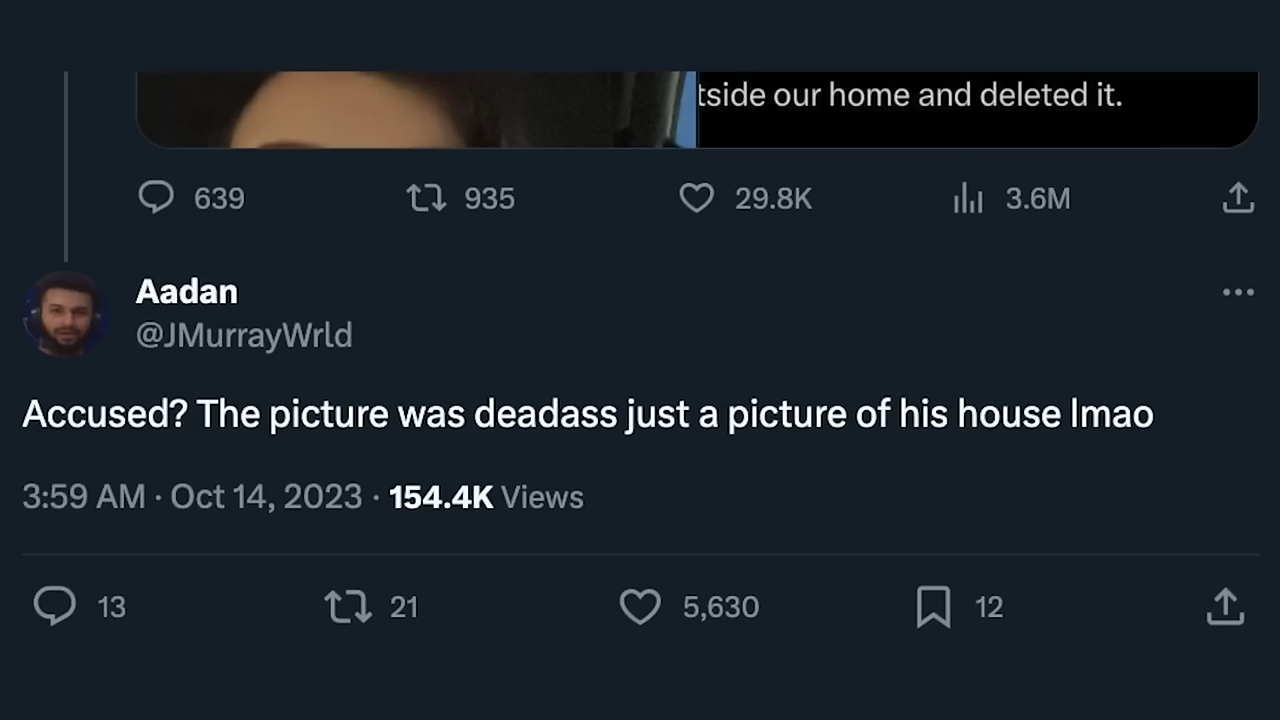 tside our home and deleted it.
639 935 29.8K 3.6M
Aadan
@JMurrayWrld
Accused? The picture was deadass just a picture of his house lmao
3:59 AM · Oct 14, 2023 · 154.4K Views
13 21 5,630 12